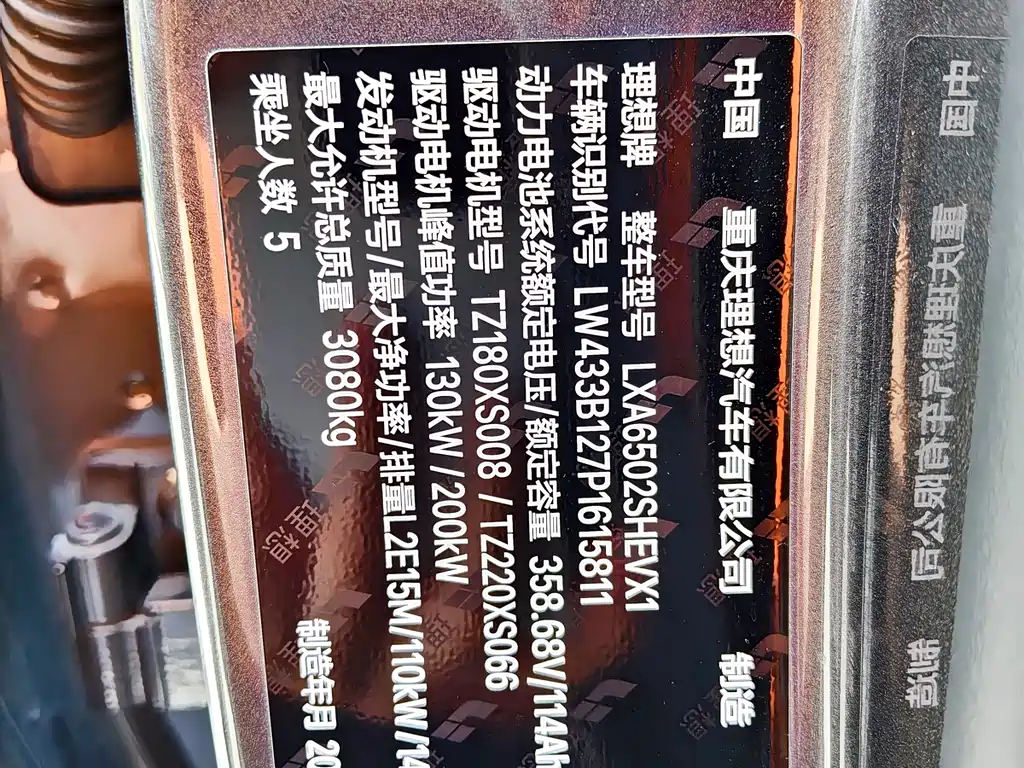 中国 重庆理想汽车有限公司 制造
理想牌 整车型号 LXA6502SHEVX1
车辆识别代号 LW433B127P1615811
动力电池系统额定电压/额定容量 358.68V/114Ah
驱动电机型号 TZ180XS008 / TZ220XS066
驱动电机峰值功率 130kW / 200kW
发动机型号/最大净功率/排量L2E15M/110kW/14
最大允许总质量 3080kg 制造年月 20
乘坐人数 5